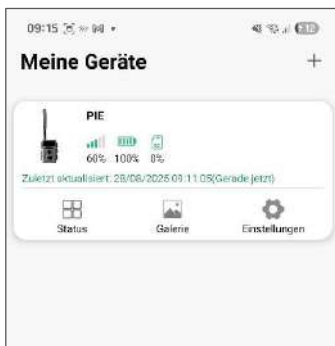 09:15
Meine Geräte
PIE
60% 100% 0%
Zuletzt aktualisiert: 28/08/2025 09:11:05(Gerade jetzt)
Status Galerie Einstellungen